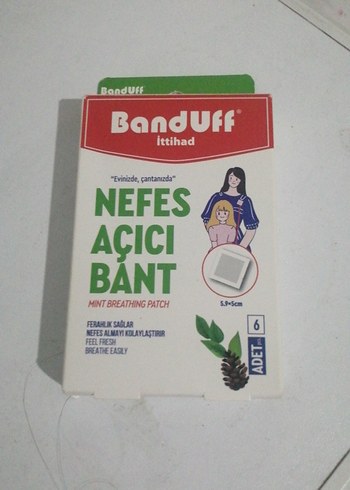 BandUff
BandUff®
İttihad
"Evinizde, çantanızda"
NEFES
AÇICI
BANT
MINT BREATHING PATCH
3.9*5cm
FERAHLIK SAĞLAR
NEFES ALMAYI KOLAYLAŞTIRIR
FEEL FRESH
BREATHE EASILY
6
ADET